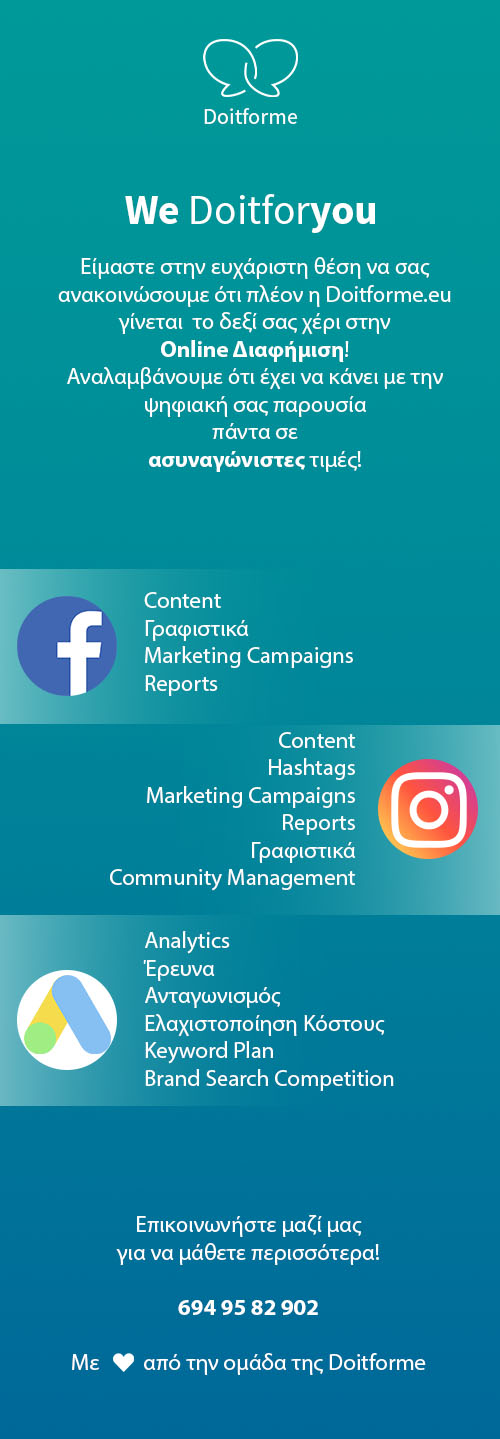 Doitforme
We Doitforyou
Είμαστε στην ευχάριστη θέση να σας
ανακοινώσουμε ότι πλέον η Doitforme.eu
γίνεται το δεξί σας χέρι στην
Online Διαφήμιση!
Αναλαμβάνουμε ότι έχει να κάνει με την
ψηφιακή σας παρουσία
πάντα σε
ασυναγώνιστες τιμές!
Content
Γραφιστικά
Marketing Campaigns
Reports
Content
Hashtags
Marketing Campaigns
Reports
Γραφιστικά
Community Management
Analytics
Έρευνα
Ανταγωνισμός
Ελαχιστοποίηση Κόστους
Keyword Plan
Brand Search Competition
Επικοινωνήστε μαζί μας
για να μάθετε περισσότερα!
694 95 82 902
Με ♥ από την ομάδα της Doitforme